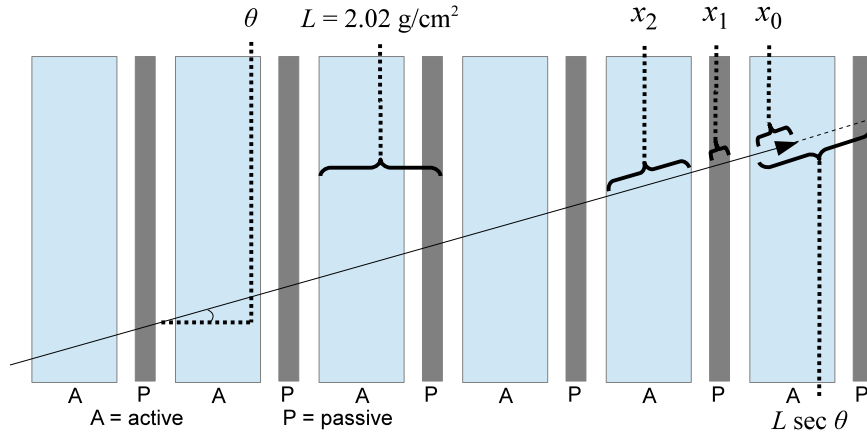 θ L = 2.02 g/cm² x₂ x₁ x₀
A P A P A P A P A P A P
A = active P = passive
L sec θ